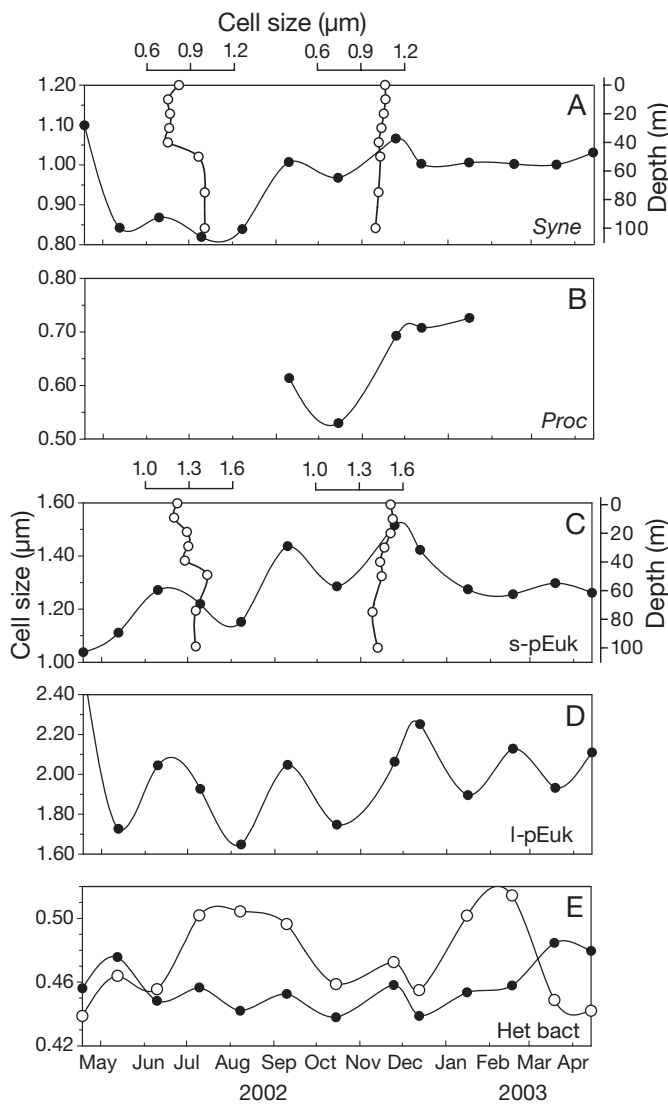 Cell size (μm)
0.6 0.9 1.2 0.6 0.9 1.2
1.20
1.10
1.00
0.90
0.80
A
Syne
0
20
40
60
80
100
Depth (m)
0.70
0.60
0.50
B
Proc
1.0 1.3 1.6 1.0 1.3 1.6
1.60
1.40
1.20
1.00
Cell size (μm)
C
s-pEuk
0
20
40
60
80
100
Depth (m)
2.40
2.20
2.00
1.80
1.60
D
l-pEuk
0.50
0.46
0.42
E
Het bact
May Jun Jul Aug Sep Oct Nov Dec Jan Feb Mar Apr
2002 2003